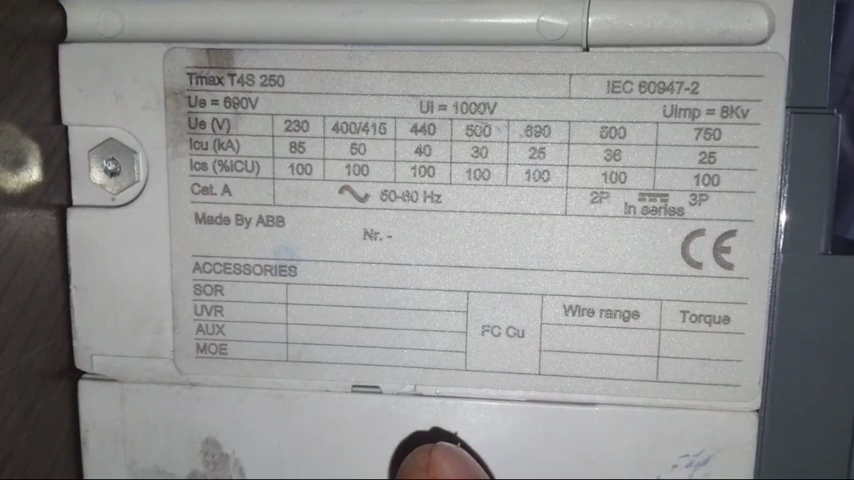 Tmax T4S 250 IEC 60947-2
Ue = 690V Ui = 1000V Uimp = 8Kv
Ue (V) 230 400/415 440 500 690 500 750
Icu (kA) 85 50 40 30 25 36 25
Ics (%ICU) 100 100 100 100 100 100 100
Cat. A 50-60 Hz 2P In series 3P
Made By ABB
Nr. -
CE
ACCESSORIES
SOR
UVR
AUX
MOE
FC Cu
Wire range Torque